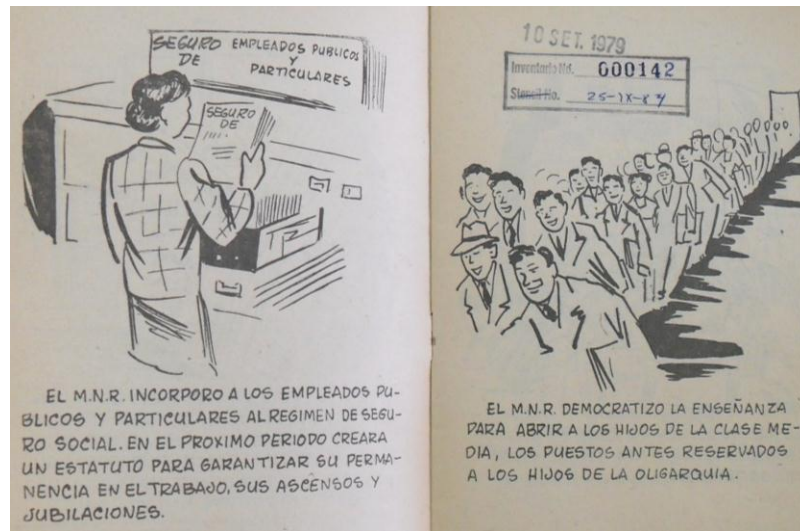 SEGURO EMPLEADOS PUBLICOS
DE Y
PARTICULARES
SEGURO
DE
EL M.N.R. INCORPORO A LOS EMPLEADOS PU-
BLICOS Y PARTICULARES AL REGIMEN DE SEGU-
RO SOCIAL. EN EL PROXIMO PERIODO CREARA
UN ESTATUTO PARA GARANTIZAR SU PERMA-
NENCIA EN EL TRABAJO, SUS ASCENSOS Y
JUBILACIONES.
10 SET. 1979
Inventario No. 000142
EL M.N.R. DEMOCRATIZO LA ENSEÑANZA
PARA ABRIR A LOS HIJOS DE LA CLASE ME-
DIA, LOS PUESTOS ANTES RESERVADOS
A LOS HIJOS DE LA OLIGARQUIA.